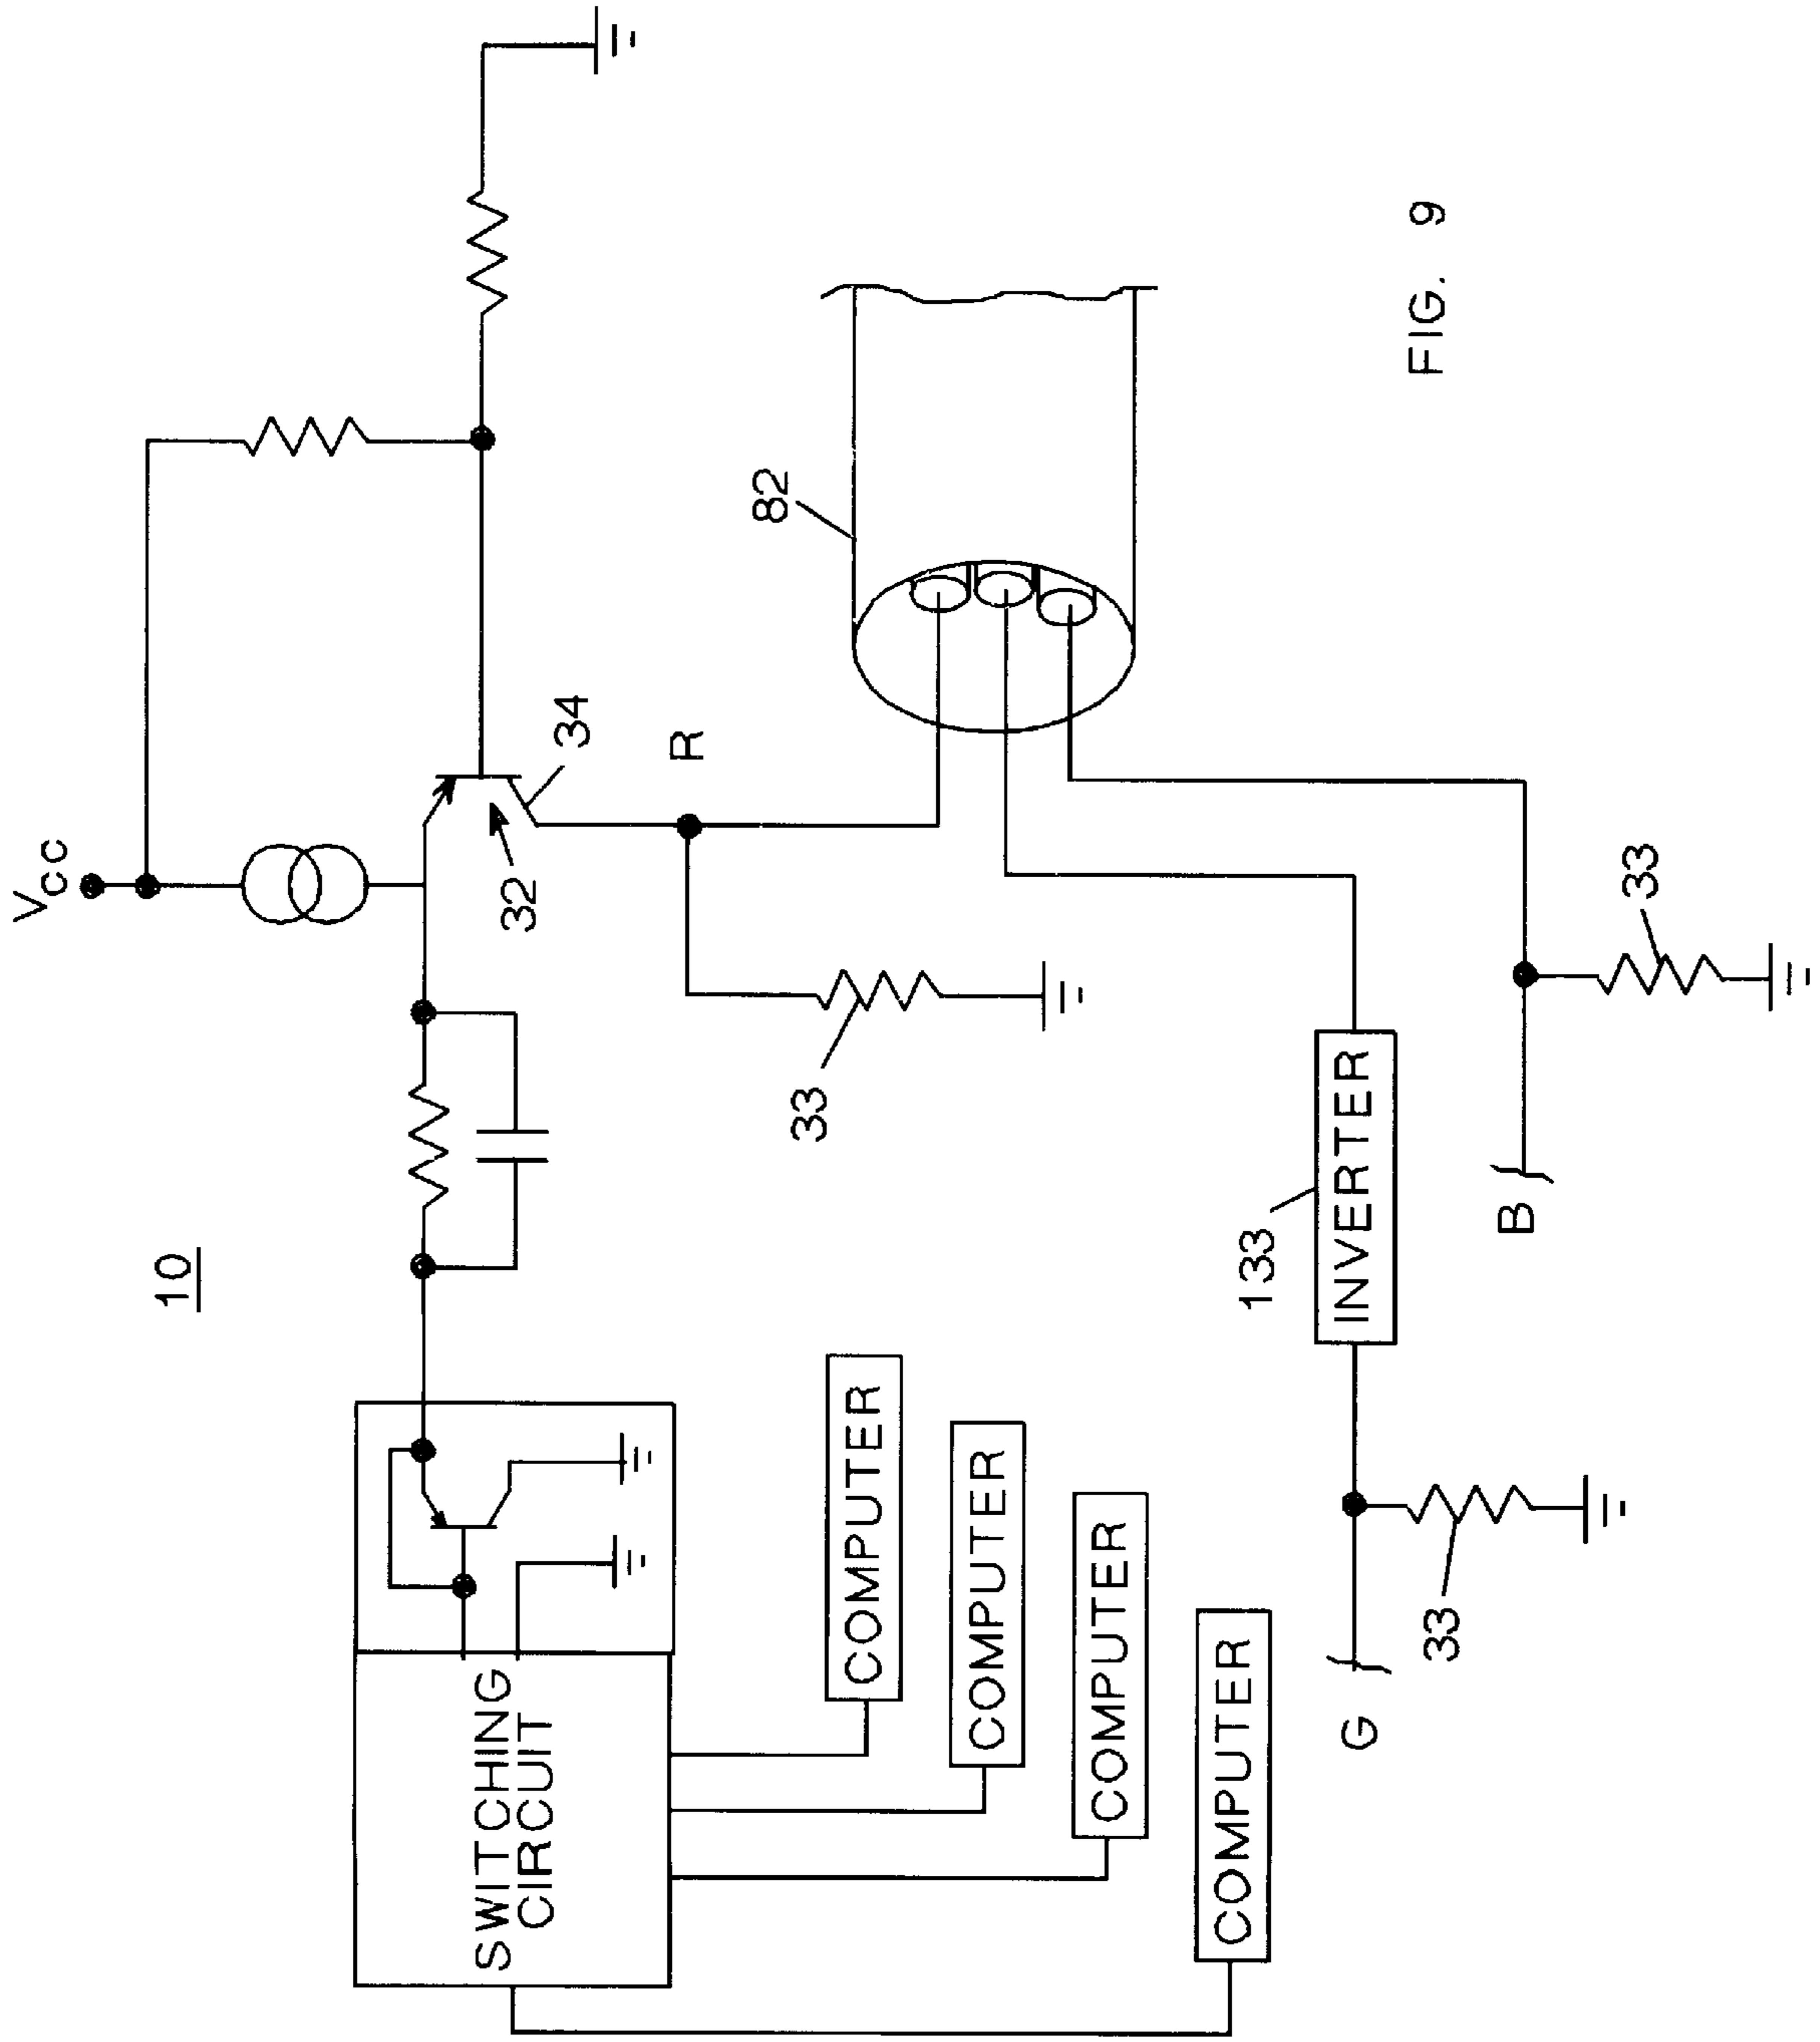 10
Vcc
32
34
R
33
82
SWITCHING
CIRCUIT
COMPUTER
COMPUTER
COMPUTER
COMPUTER
133
INVERTER
G
33
B
33
FIG. 9